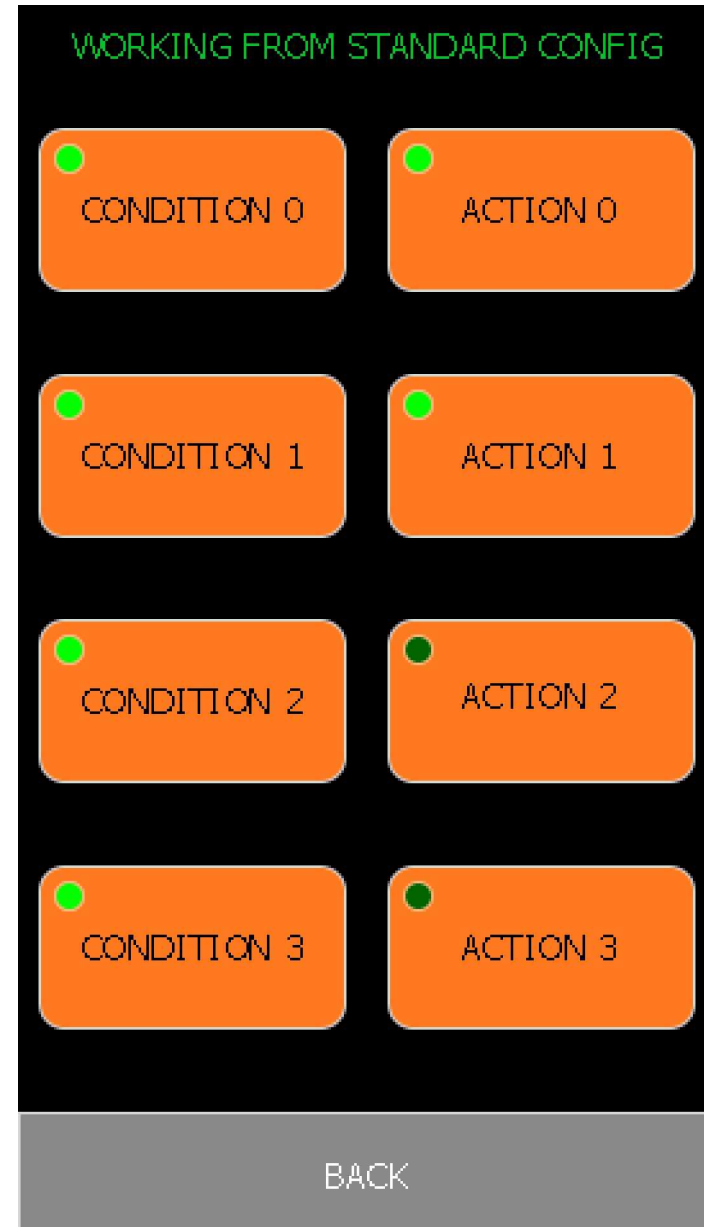 WORKING FROM STANDARD CONFIG
CONDITION 0
ACTION 0
CONDITION 1
ACTION 1
CONDITION 2
ACTION 2
CONDITION 3
ACTION 3
BACK